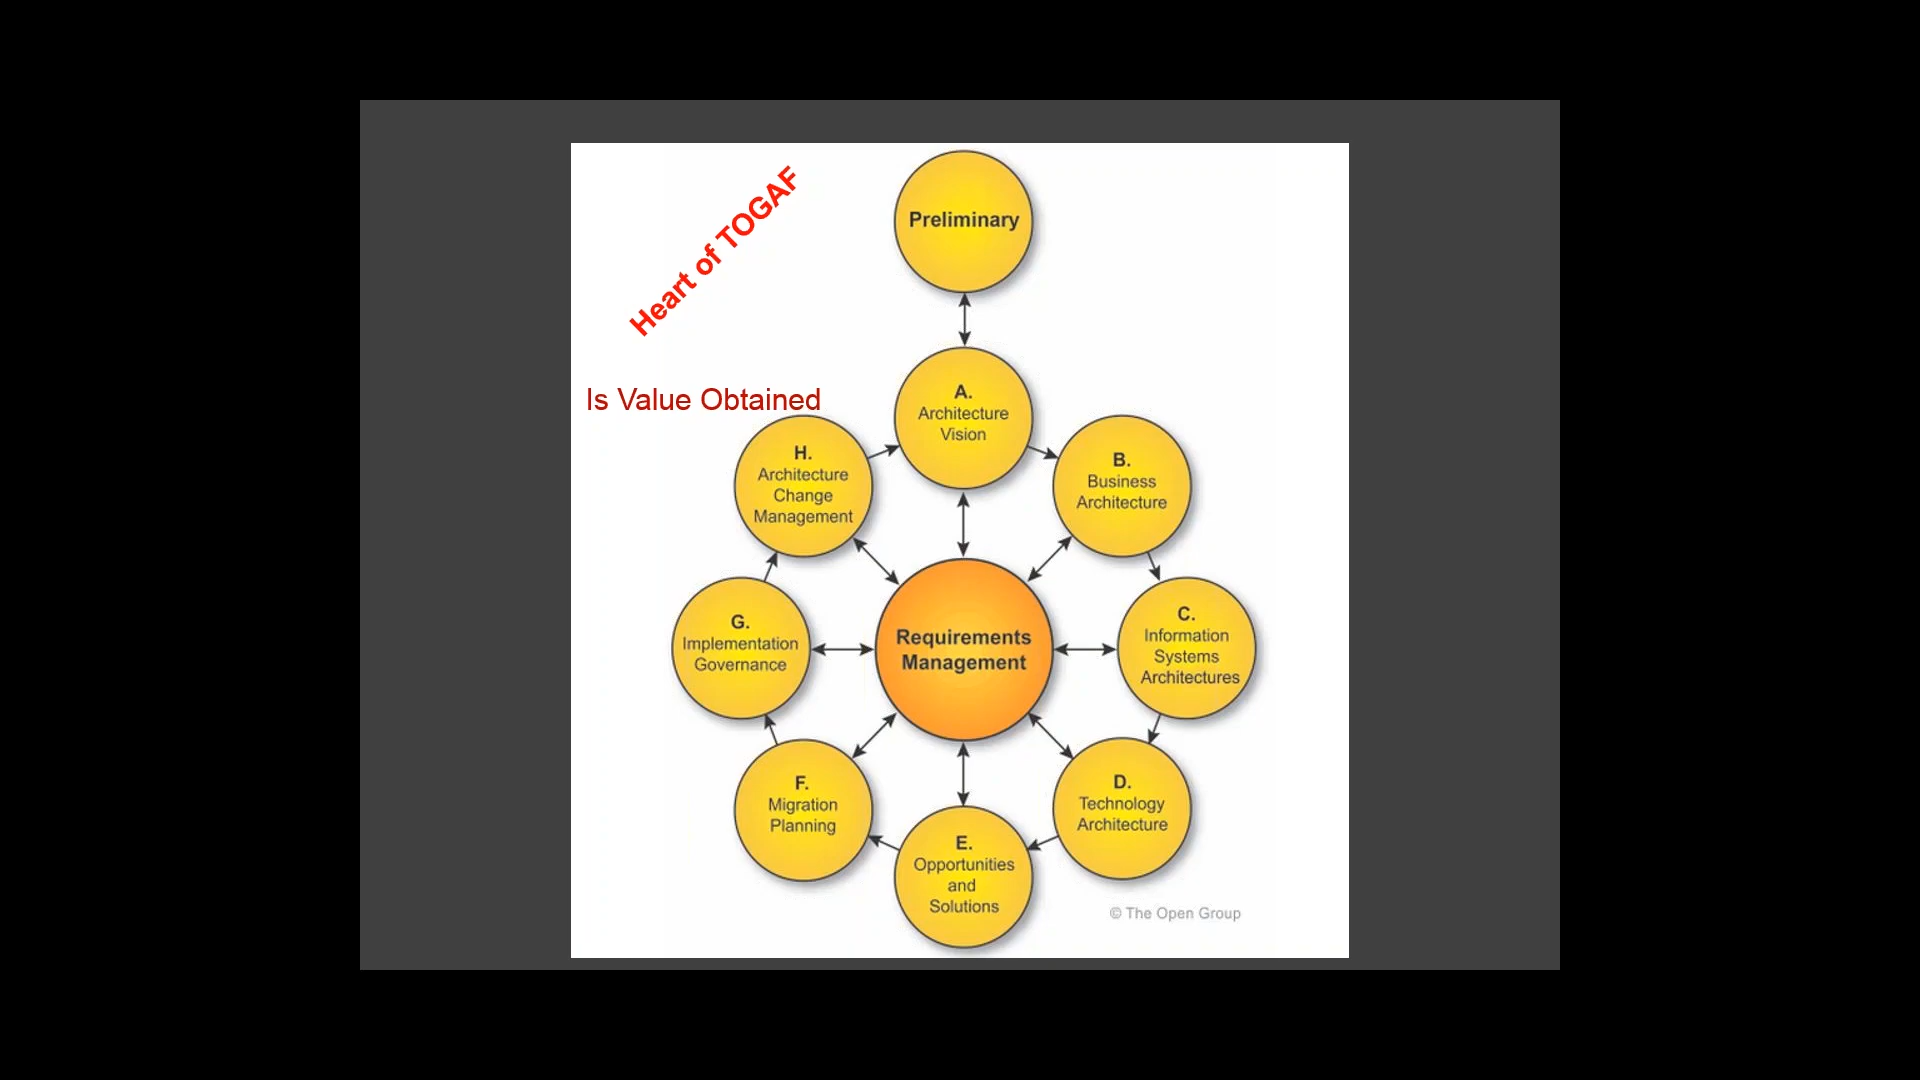 Heart of TOGAF
Preliminary
Is Value Obtained
A.
Architecture
Vision
B.
Business
Architecture
C.
Information
Systems
Architectures
D.
Technology
Architecture
E.
Opportunities
and
Solutions
F.
Migration
Planning
G.
Implementation
Governance
H.
Architecture
Change
Management
Requirements
Management
© The Open Group